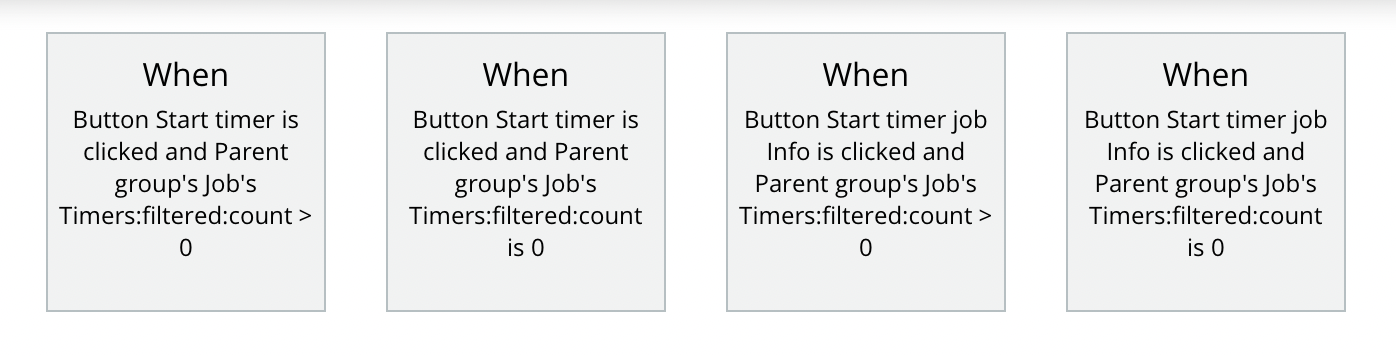 When
Button Start timer is
clicked and Parent
group's Job's
Timers:filtered:count >
0
When
Button Start timer is
clicked and Parent
group's Job's
Timers:filtered:count
is 0
When
Button Start timer job
Info is clicked and
Parent group's Job's
Timers:filtered:count >
0
When
Button Start timer job
Info is clicked and
Parent group's Job's
Timers:filtered:count
is 0